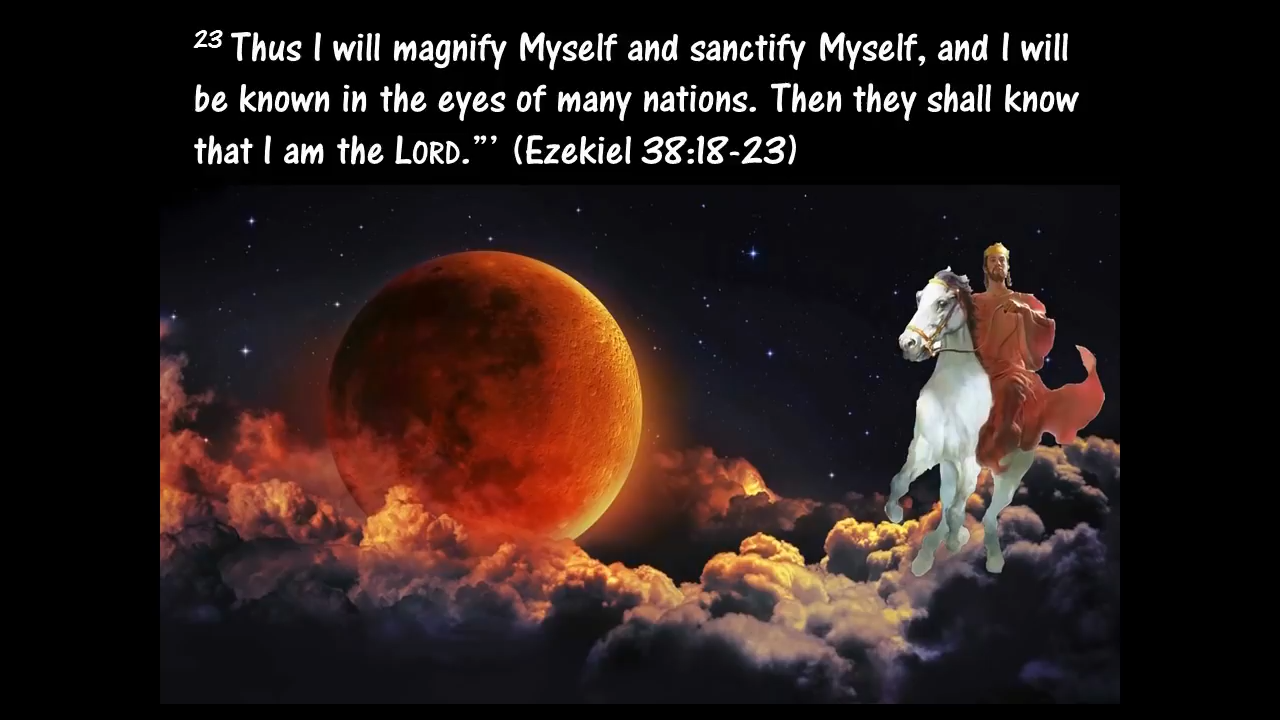 23 Thus I will magnify Myself and sanctify Myself, and I will
be known in the eyes of many nations. Then they shall know
that I am the LORD.”’ (Ezekiel 38:18-23)